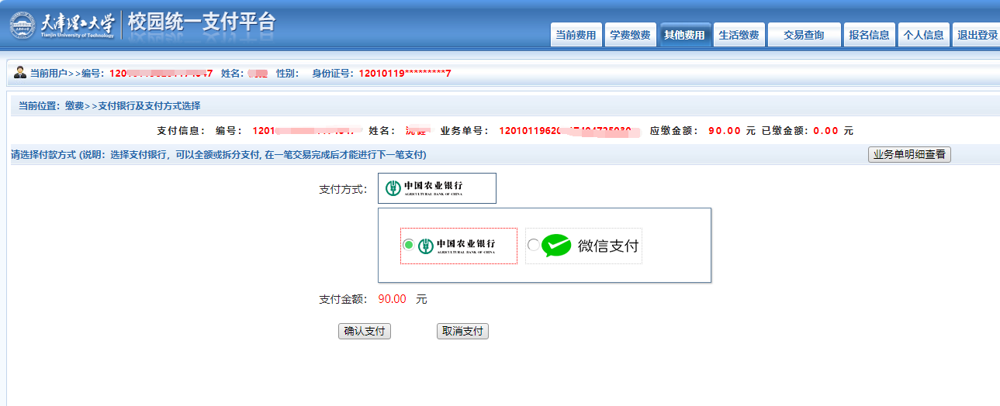 天津理工大学 校园统一支付平台
Tianjin University of Technology
当前费用 学费缴费 其他费用 生活缴费 交易查询 报名信息 个人信息 退出登录
当前用户>>编号: 120 7 姓名: 性别: 身份证号: 12010119*********7
当前位置: 缴费>>支付银行及支付方式选择
支付信息: 编号: 1201 姓名: 业务单号: 1201011962 应缴金额: 90.00 元 已缴金额: 0.00 元
请选择付款方式 (说明: 选择支付银行, 可以全额或拆分支付, 在一笔交易完成后才能进行下一笔支付)
业务单明细查看
支付方式: 中国农业银行
AGRICULTURAL BANK OF CHINA
中国农业银行 微信支付
AGRICULTURAL BANK OF CHINA
支付金额: 90.00 元
确认支付 取消支付